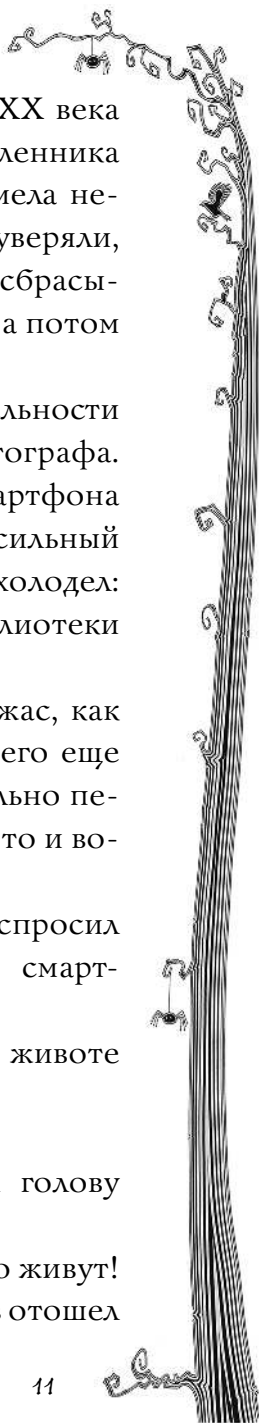 XX века
ленника
иела не-
уверяли,
сбрасы-
а потом
льности
тографа.
артфона
сильный
холодел:
лиотеки
жас, как
его еще
льно пе-
то и во-
спросил
смарт-
животе
голову
о живут!
отошел
11